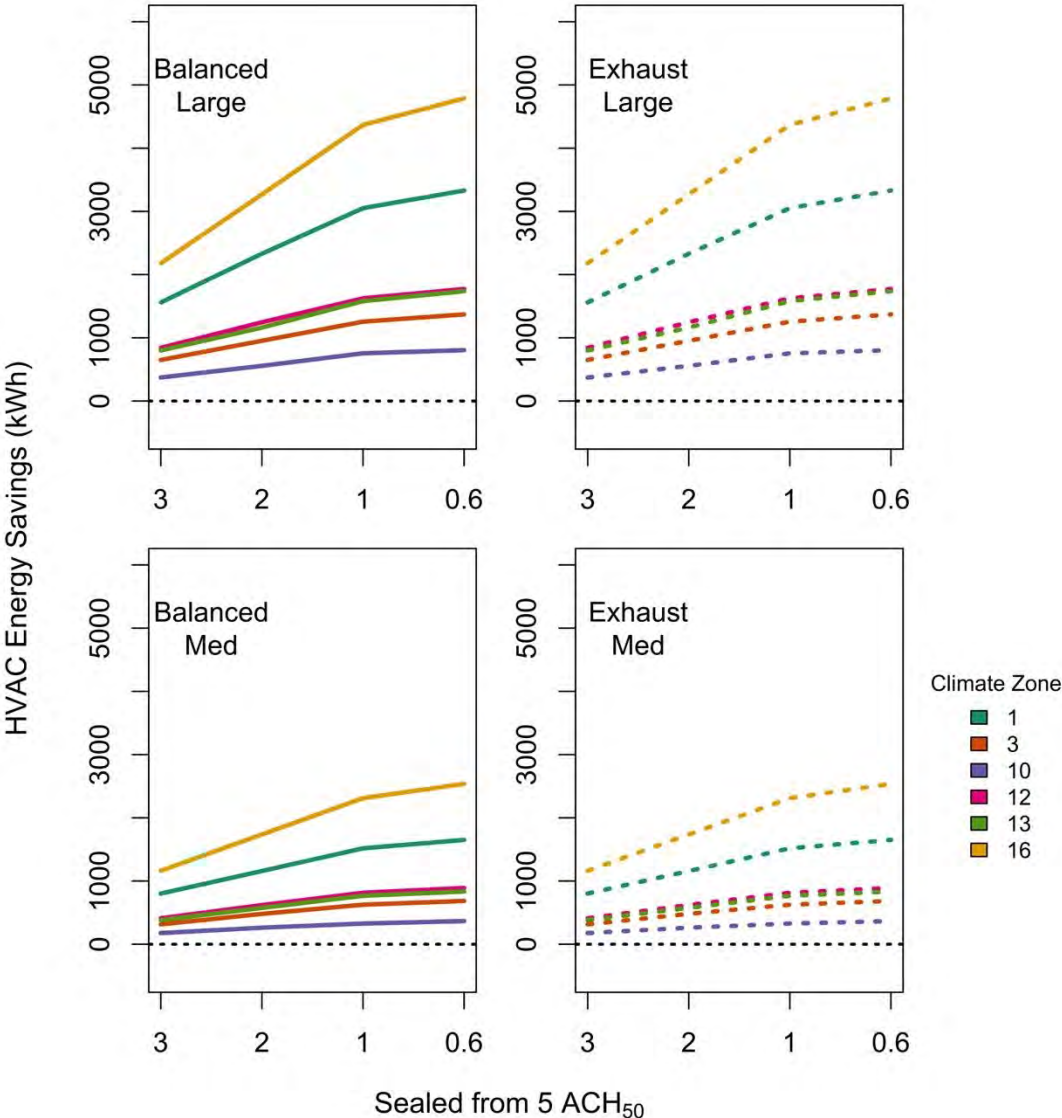 HVAC Energy Savings (kWh)
Balanced
Large
5000
3000
1000
0
3 2 1 0.6
Exhaust
Large
5000
3000
1000
0
3 2 1 0.6
Balanced
Med
5000
3000
1000
0
3 2 1 0.6
Exhaust
Med
5000
3000
1000
0
3 2 1 0.6
Climate Zone
1
3
10
12
13
16
Sealed from 5 ACH₅₀